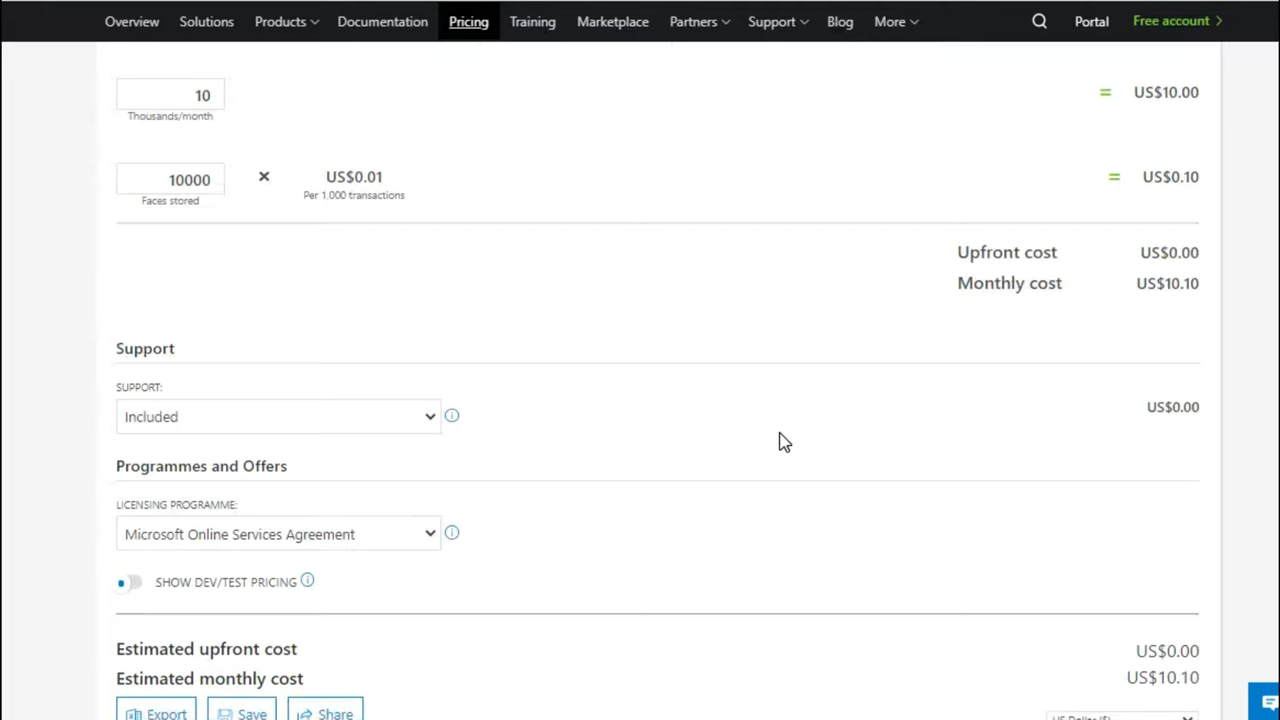 Overview Solutions Products Documentation Pricing Training Marketplace Partners Support Blog More Portal Free account
10 = US$10.00
Thousands/month
10000 × US$0.01 = US$0.10
Faces stored Per 1,000 transactions
Upfront cost US$0.00
Monthly cost US$10.10
Support
SUPPORT:
Included US$0.00
Programmes and Offers
LICENSING PROGRAMME:
Microsoft Online Services Agreement
SHOW DEV/TEST PRICING
Estimated upfront cost US$0.00
Estimated monthly cost US$10.10
Export Save Share US Dollar ($)